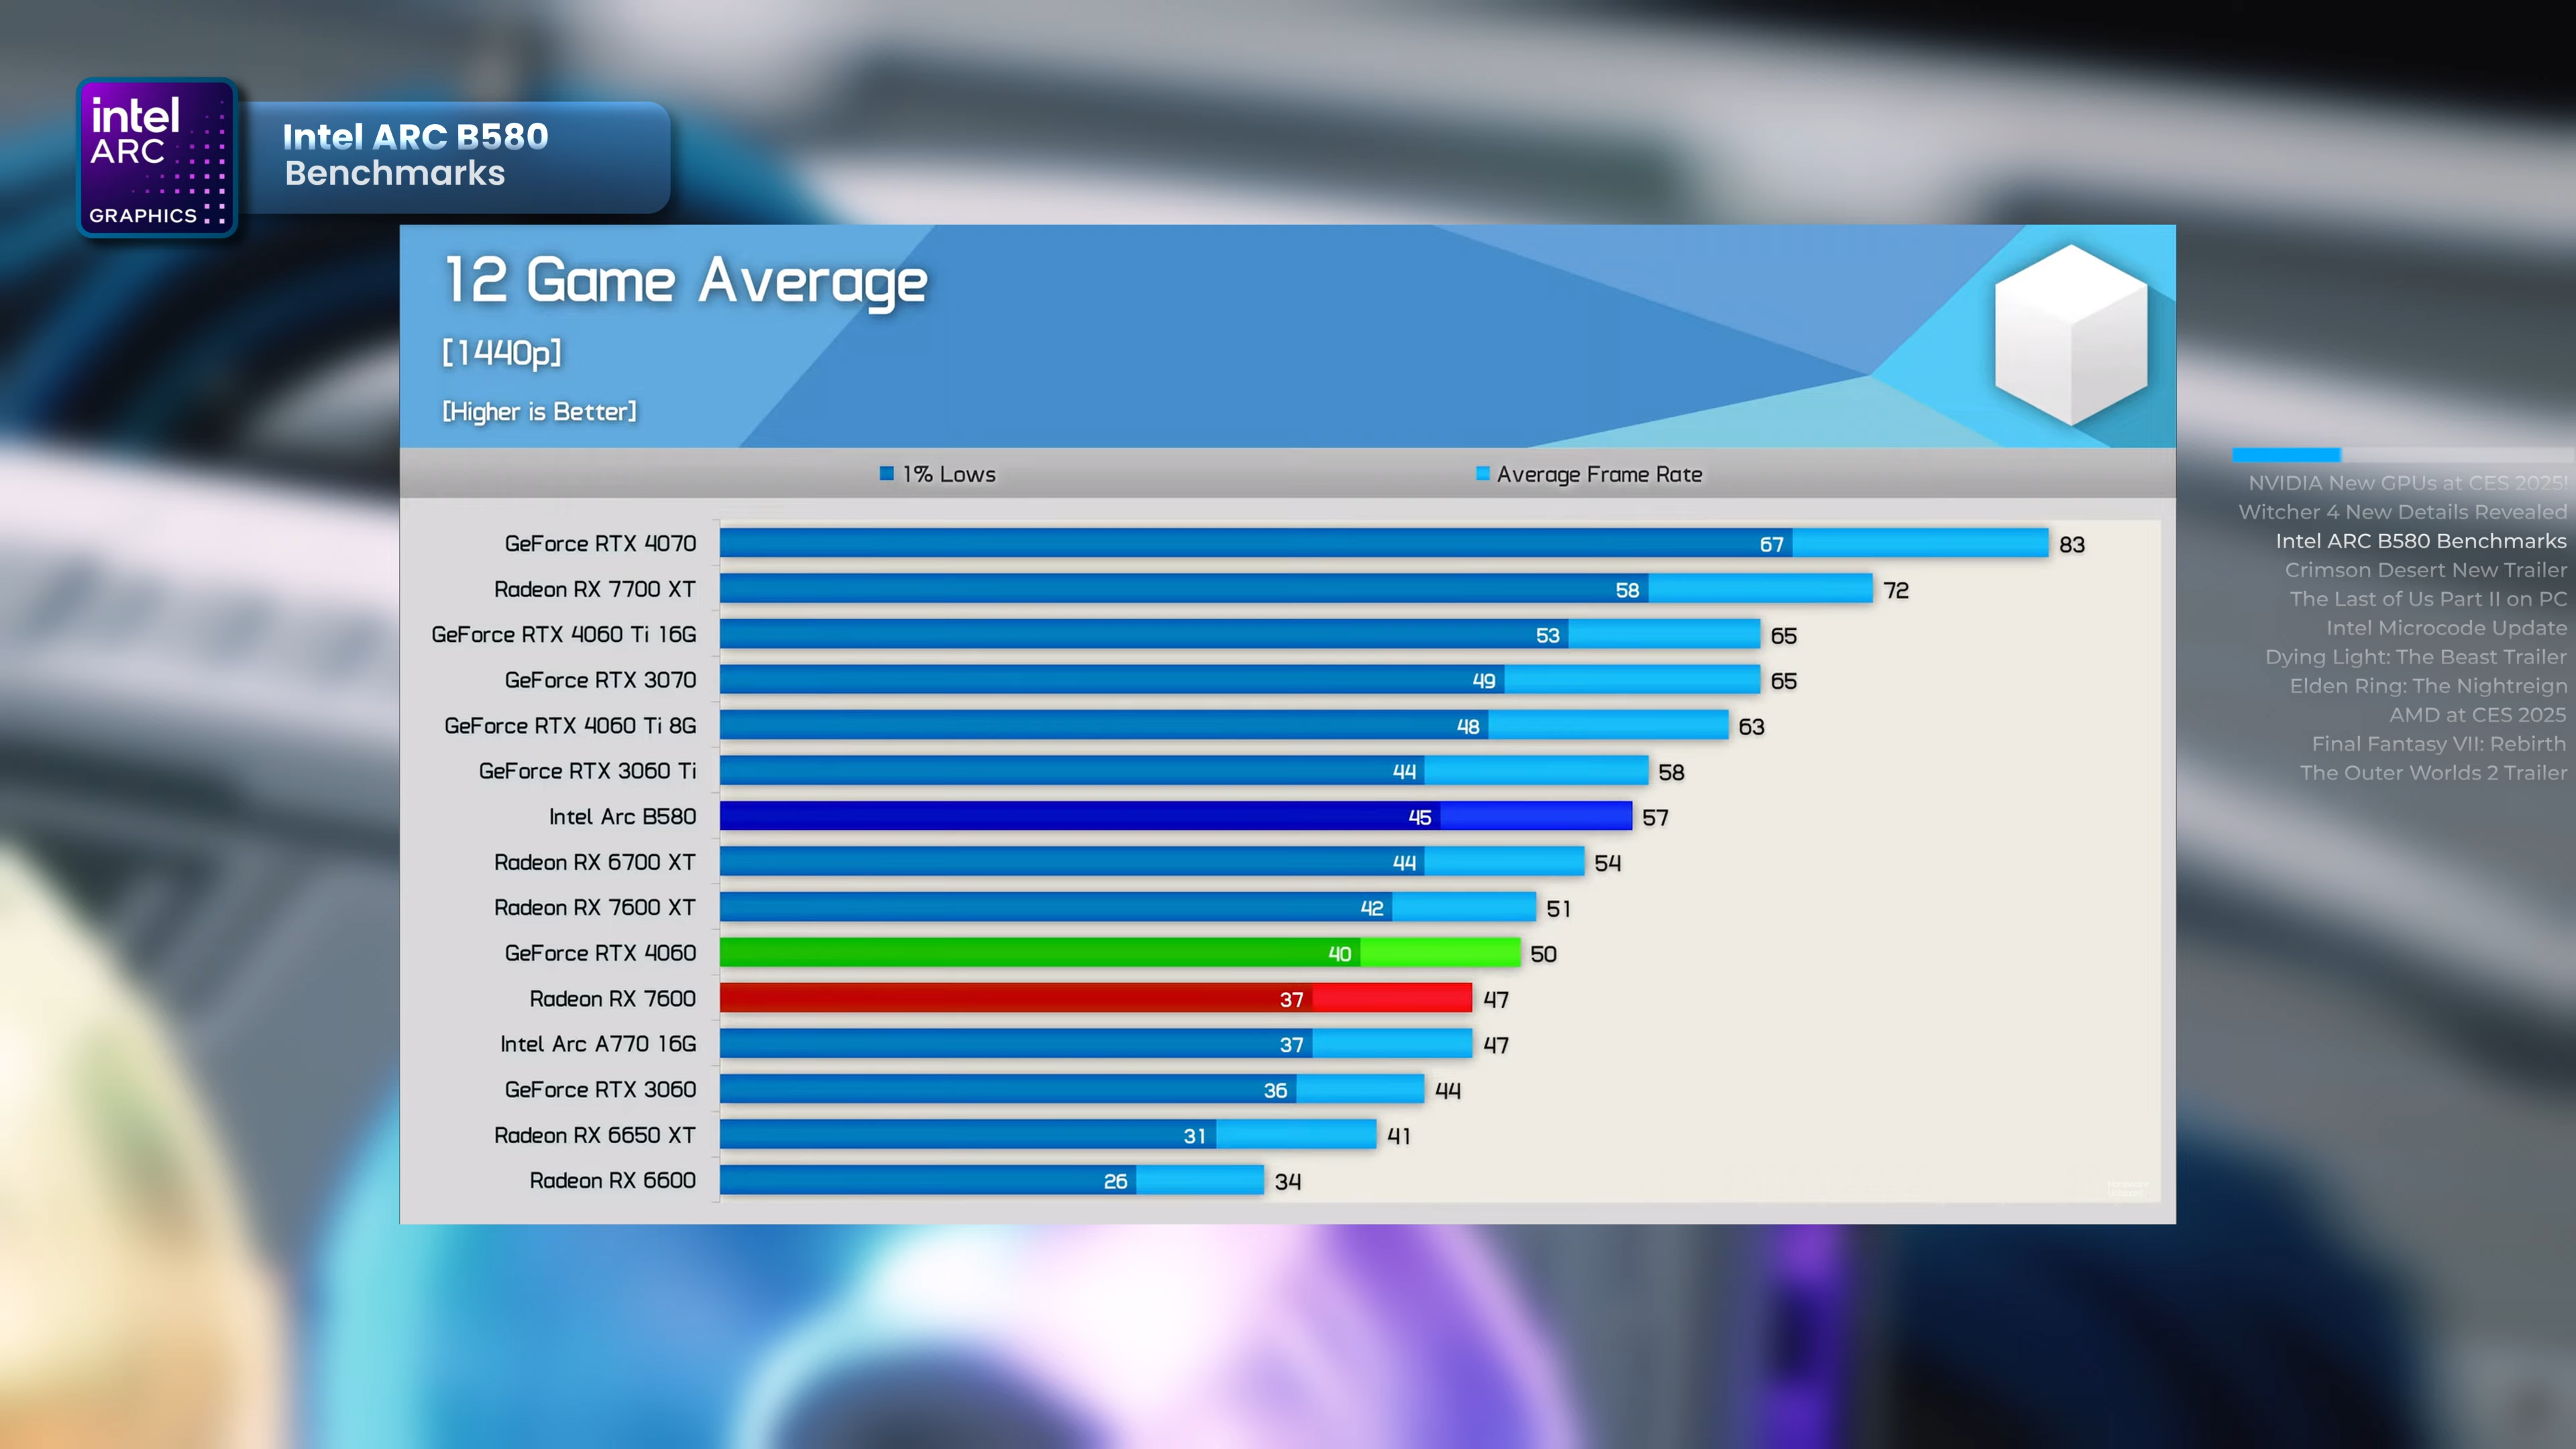 intel
ARC
GRAPHICS
Intel ARC B580
Benchmarks
12 Game Average
[1440p]
[Higher is Better]
1% Lows
Average Frame Rate
GeForce RTX 4070 67 83
Radeon RX 7700 XT 58 72
GeForce RTX 4060 Ti 16G 53 65
GeForce RTX 3070 49 65
GeForce RTX 4060 Ti 8G 48 63
GeForce RTX 3060 Ti 44 58
Intel Arc B580 45 57
Radeon RX 6700 XT 44 54
Radeon RX 7600 XT 42 51
GeForce RTX 4060 40 50
Radeon RX 7600 37 47
Intel Arc A770 16G 37 47
GeForce RTX 3060 36 44
Radeon RX 6650 XT 31 41
Radeon RX 6600 26 34
NVIDIA New GPUs at CES 2025!
Witcher 4 New Details Revealed
Intel ARC B580 Benchmarks
Crimson Desert New Trailer
The Last of Us Part II on PC
Intel Microcode Update
Dying Light: The Beast Trailer
Elden Ring: The Nightreign
AMD at CES 2025
Final Fantasy VII: Rebirth
The Outer Worlds 2 Trailer